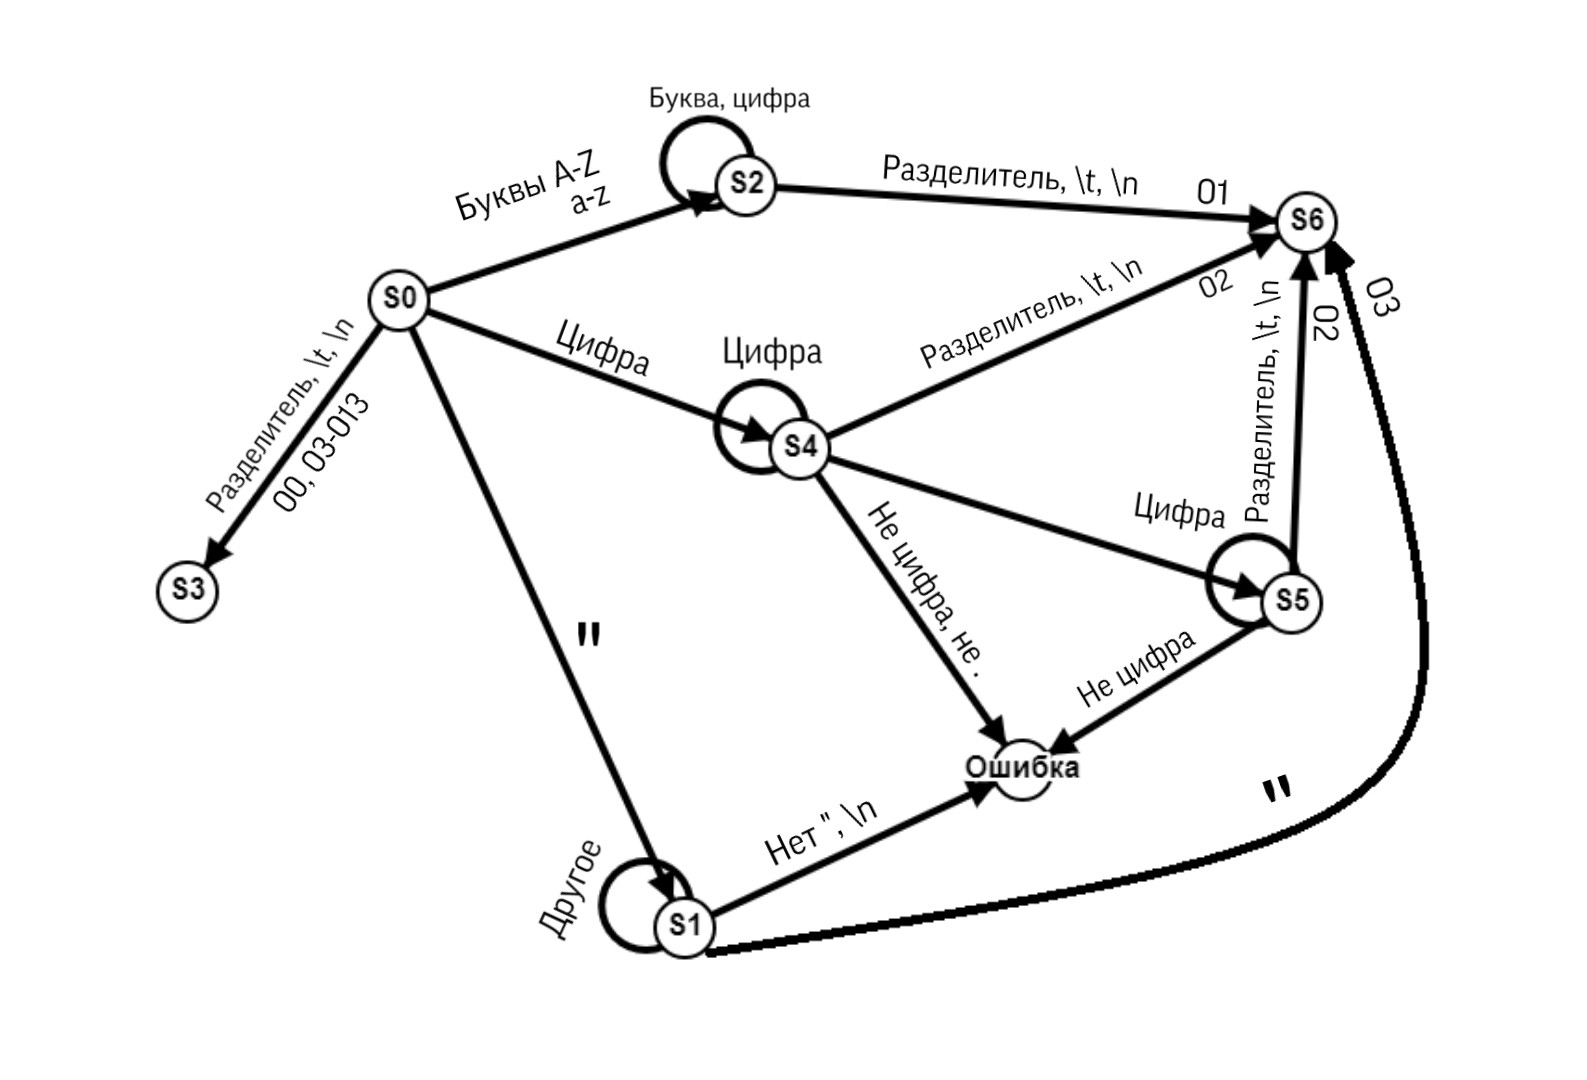 Буква, цифра
S2
Буквы A-Z
a-z
Разделитель, \t, \n
01
S6
S0
Разделитель, \t, \n
00, 03-013
S3
Цифра
Цифра
S4
Разделитель, \t, \n
02
Разделитель, \t, \n
02
03
Цифра
S5
Не цифра, не .
Не цифра
Ошибка
"
Нет ", \n
"
Другое
S1